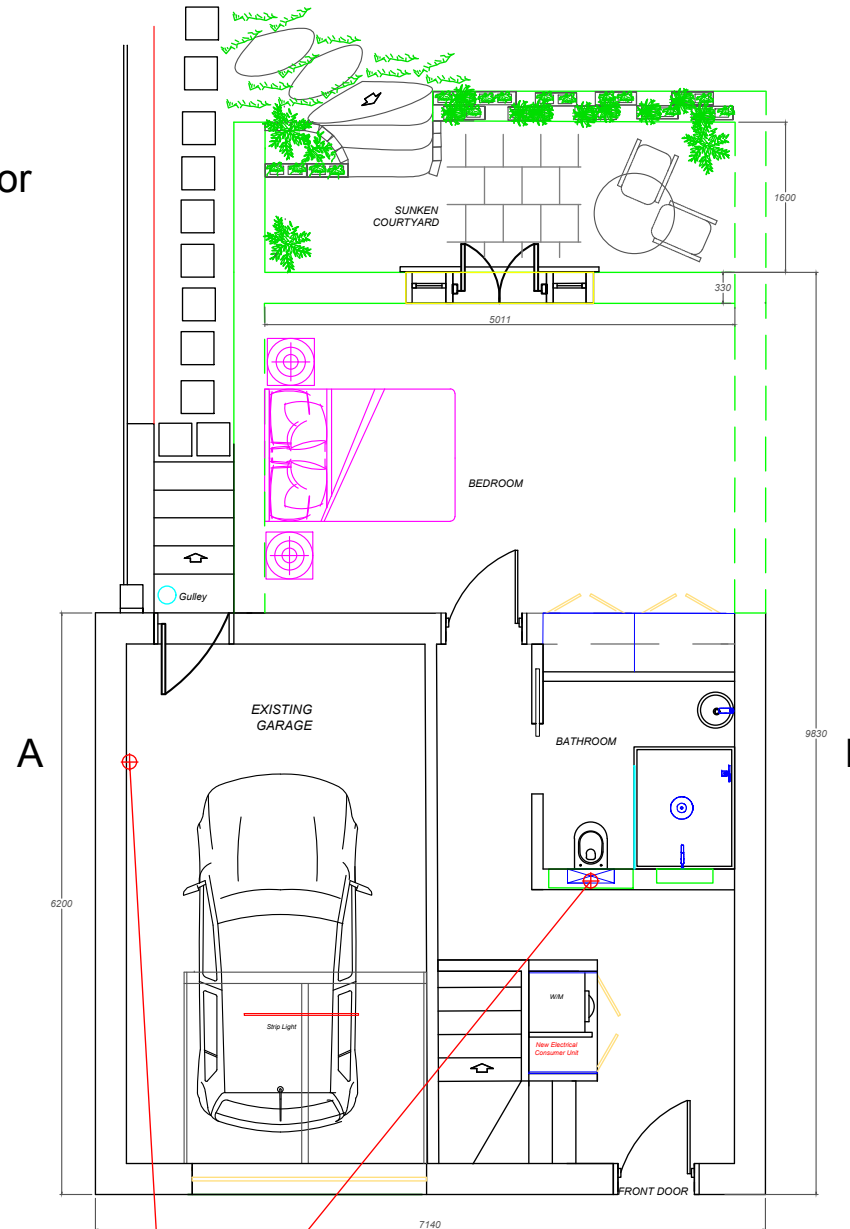 or
SUNKEN
COURTYARD
1600
330
5011
BEDROOM
Gulley
EXISTING
GARAGE
BATHROOM
A
9830
6200
W/M
Strip Light
New Electrical
Consumer Unit
FRONT DOOR
7140